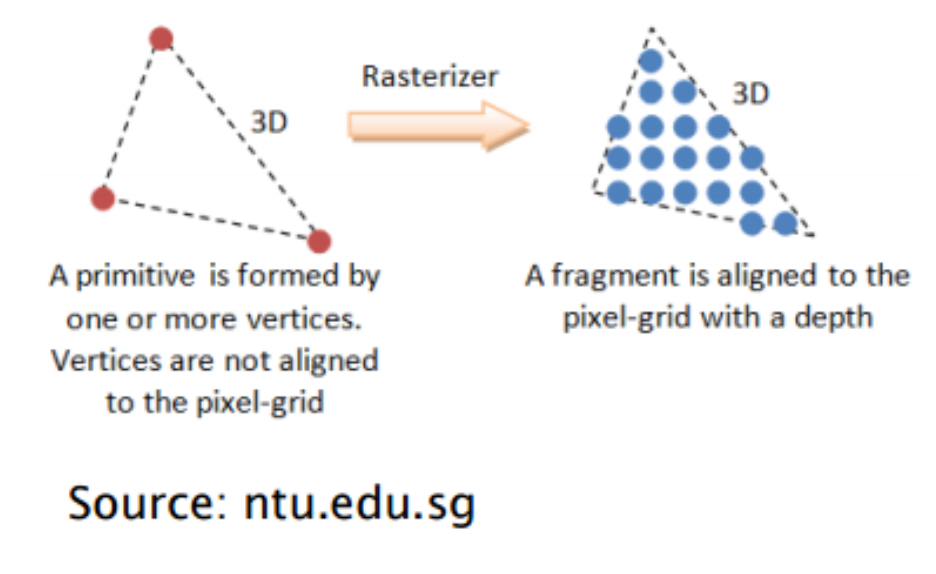 Rasterizer
3D
3D
A primitive is formed by
one or more vertices.
Vertices are not aligned
to the pixel-grid
A fragment is aligned to the
pixel-grid with a depth
Source: ntu.edu.sg